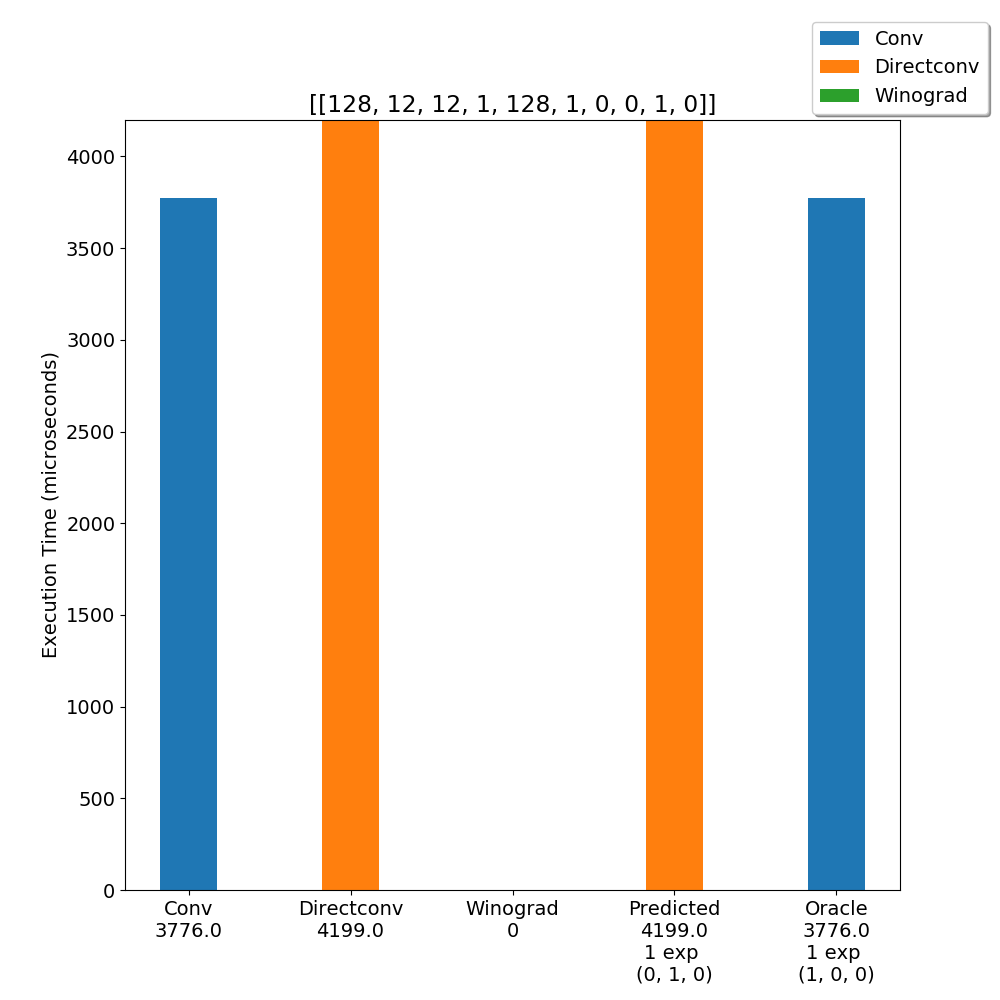 Conv
Directconv
Winograd
[[128, 12, 12, 1, 128, 1, 0, 0, 1, 0]]
Execution Time (microseconds)
4000
3500
3000
2500
2000
1500
1000
500
0
Conv
3776.0
Directconv
4199.0
Winograd
0
Predicted
4199.0
1 exp
(0, 1, 0)
Oracle
3776.0
1 exp
(1, 0, 0)